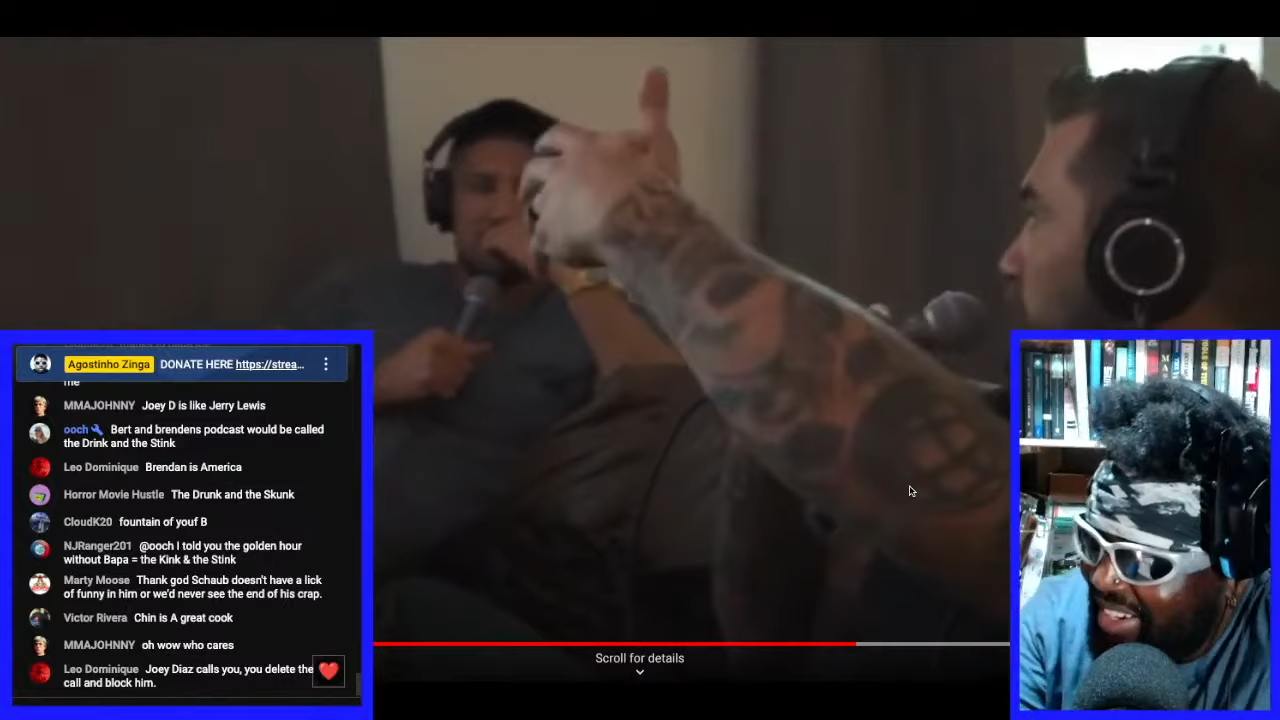 Agostinho Zinga DONATE HERE https://strea...
me
MMAJOHNNY Joey D is like Jerry Lewis
ooch Bert and brendens podcast would be called
the Drink and the Stink
Leo Dominique Brendan is America
Horror Movie Hustle The Drunk and the Skunk
CloudK20 fountain of youf B
NJRanger201 @ooch I told you the golden hour
without Bapa = the Kink & the Stink
Marty Moose Thank god Schaub doesn't have a lick
of funny in him or we'd never see the end of his crap.
Victor Rivera Chin is A great cook
MMAJOHNNY oh wow who cares
Leo Dominique Joey Diaz calls you, you delete the
call and block him.
Scroll for details